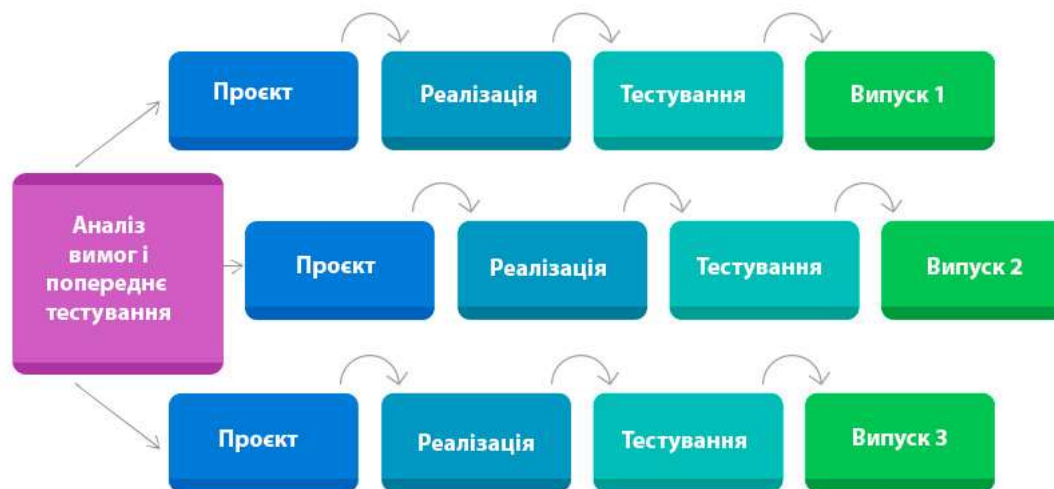 Проєкт
Реалізація
Тестування
Випуск 1
Аналіз
вимог і
попереднє
тестування
Проєкт
Реалізація
Тестування
Випуск 2
Проєкт
Реалізація
Тестування
Випуск 3